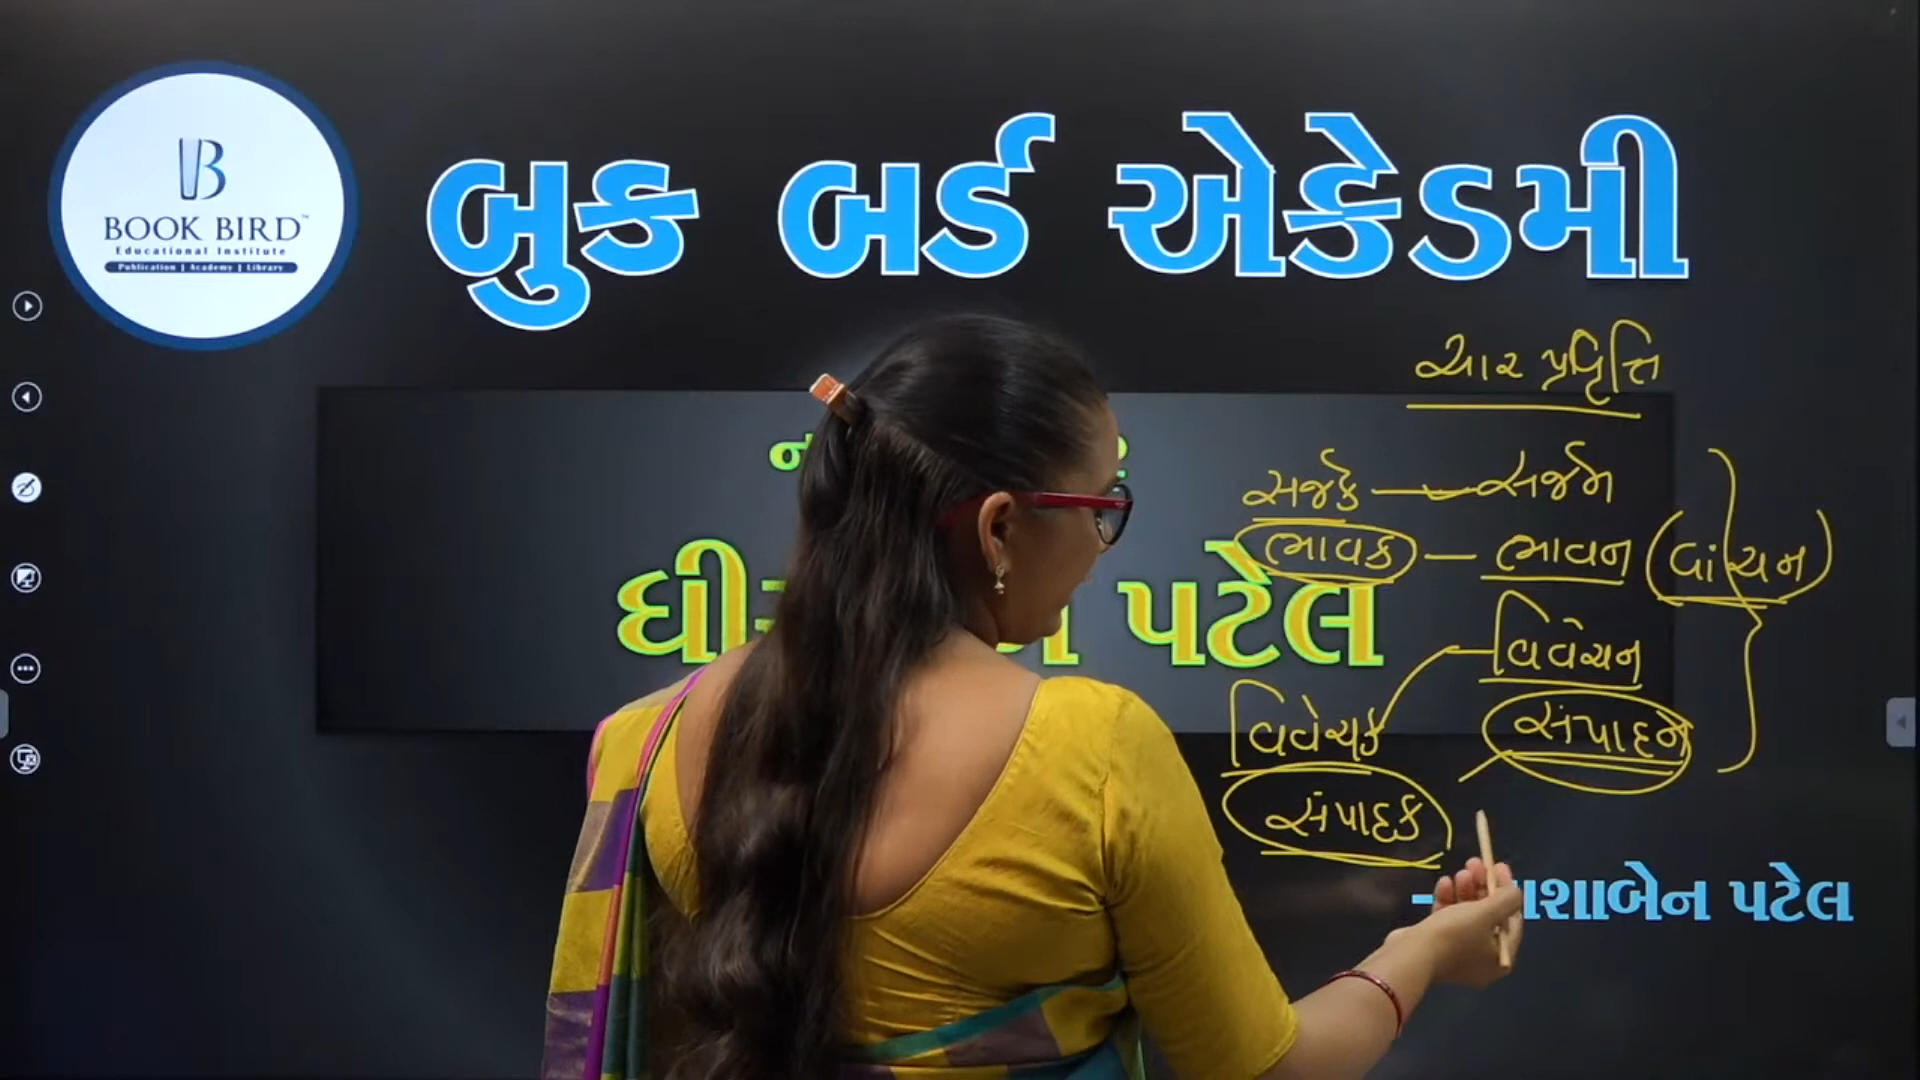 B
BOOK BIRD™
Educational Institute
Publication | Academy | Library
બુક બર્ડ એકેડમી
ચાર પ્રવૃત્તિ
સર્જક — સર્જન
ભાવક — ભાવન (વાંચન)
વિવેચન
વિવેચક
સંપાદન
સંપાદક
પટેલ
પટેલ